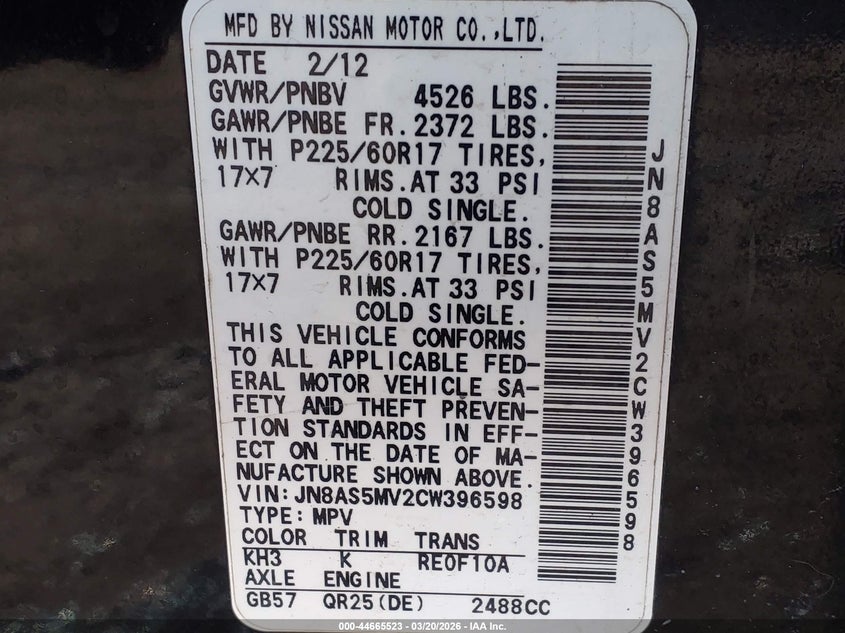 MFD BY NISSAN MOTOR CO.,LTD.
DATE 2/12
GVWR/PNBV 4526 LBS.
GAWR/PNBE FR.2372 LBS.
WITH P225/60R17 TIRES,
17X7 RIMS.AT 33 PSI
COLD SINGLE.
GAWR/PNBE RR.2167 LBS.
WITH P225/60R17 TIRES,
17X7 RIMS.AT 33 PSI
COLD SINGLE.
THIS VEHICLE CONFORMS
TO ALL APPLICABLE FED-
ERAL MOTOR VEHICLE SA-
FETY AND THEFT PREVEN-
TION STANDARDS IN EFF-
ECT ON THE DATE OF MA-
NUFACTURE SHOWN ABOVE.
VIN:JN8AS5MV2CW396598
TYPE:MPV
COLOR TRIM TRANS
KH3 K RE0F10A
AXLE ENGINE
GB57 QR25(DE) 2488CC
JN8AS5MV2CW396598
000-44665523 - 03/20/2026 - IAA Inc.